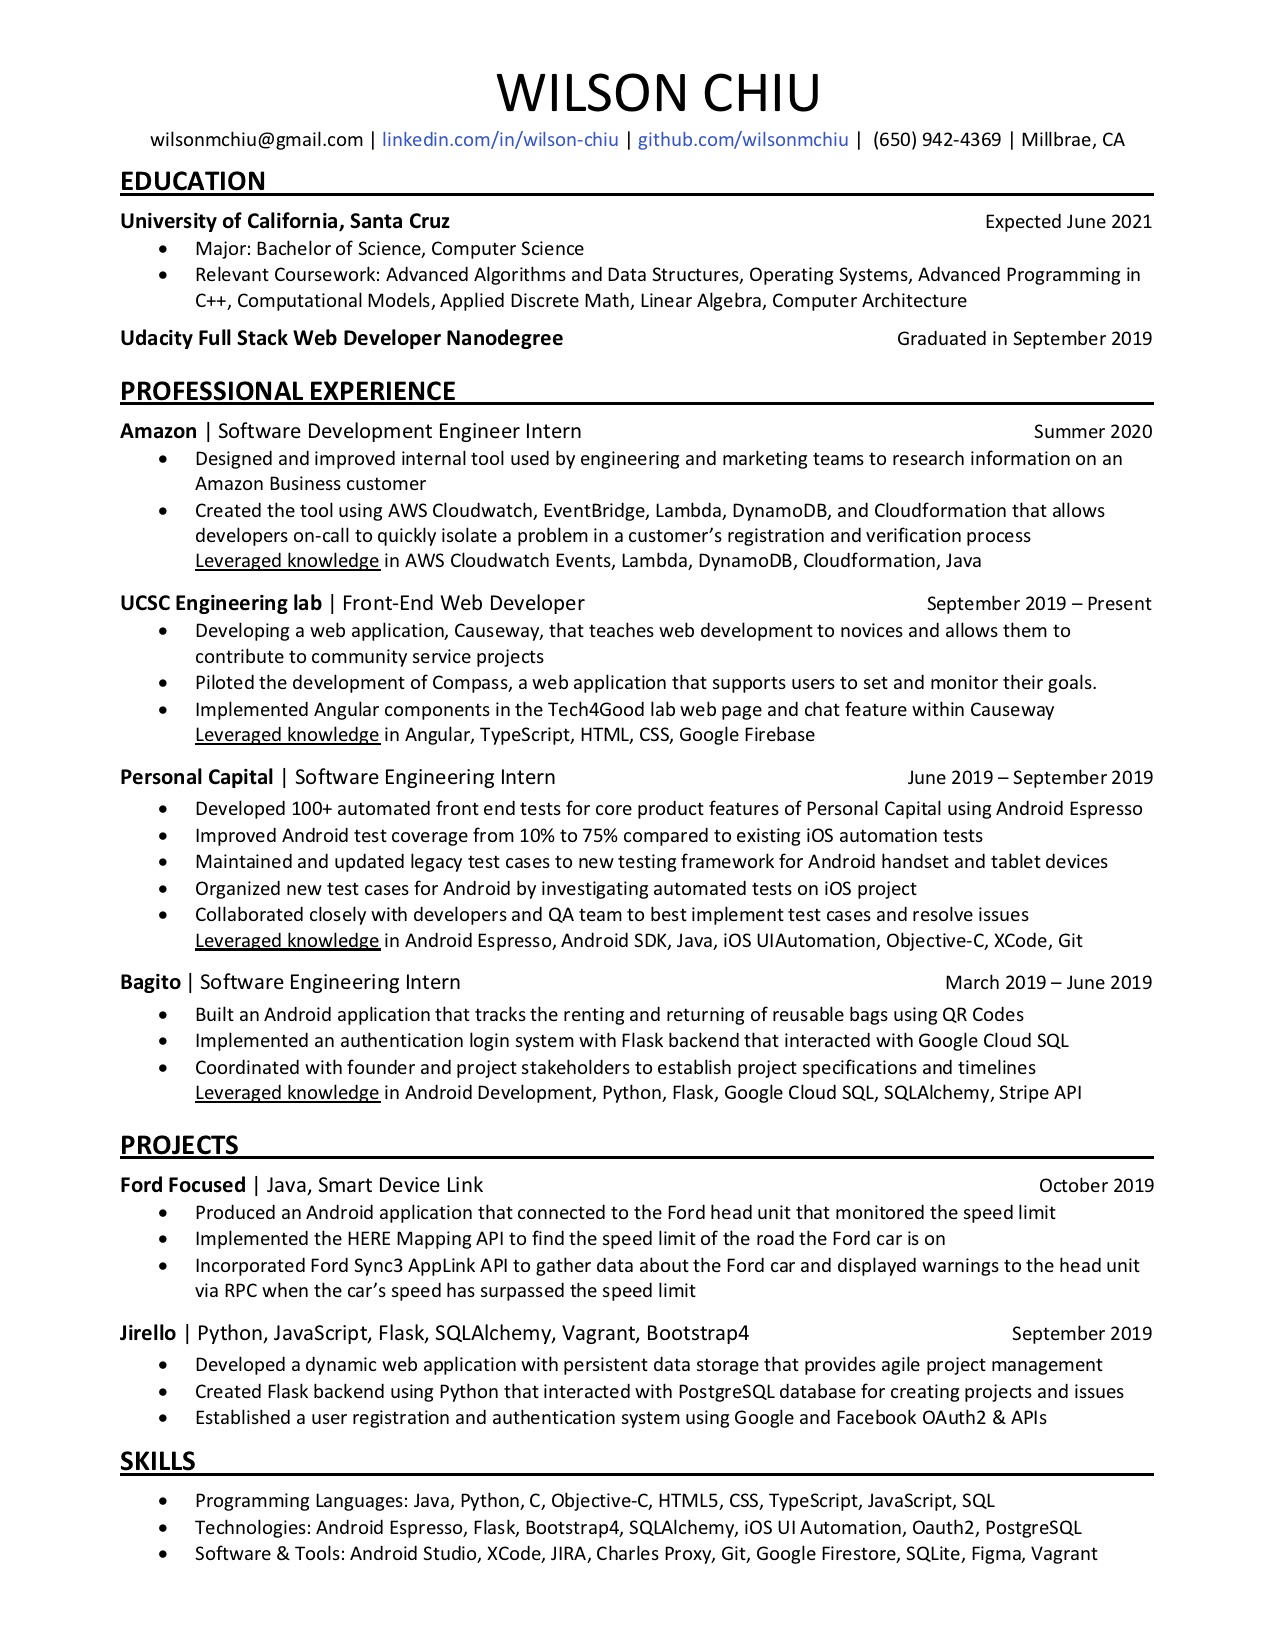 WILSON CHIU
wilsonmchiu@gmail.com | linkedin.com/in/wilson-chiu | github.com/wilsonmchiu | (650) 942-4369 | Millbrae, CA
EDUCATION
University of California, Santa Cruz Expected June 2021
• Major: Bachelor of Science, Computer Science
• Relevant Coursework: Advanced Algorithms and Data Structures, Operating Systems, Advanced Programming in
C++, Computational Models, Applied Discrete Math, Linear Algebra, Computer Architecture
Udacity Full Stack Web Developer Nanodegree Graduated in September 2019
PROFESSIONAL EXPERIENCE
Amazon | Software Development Engineer Intern Summer 2020
• Designed and improved internal tool used by engineering and marketing teams to research information on an
Amazon Business customer
• Created the tool using AWS Cloudwatch, EventBridge, Lambda, DynamoDB, and Cloudformation that allows
developers on-call to quickly isolate a problem in a customer’s registration and verification process
Leveraged knowledge in AWS Cloudwatch Events, Lambda, DynamoDB, Cloudformation, Java
UCSC Engineering lab | Front-End Web Developer September 2019 – Present
• Developing a web application, Causeway, that teaches web development to novices and allows them to
contribute to community service projects
• Piloted the development of Compass, a web application that supports users to set and monitor their goals.
• Implemented Angular components in the Tech4Good lab web page and chat feature within Causeway
Leveraged knowledge in Angular, TypeScript, HTML, CSS, Google Firebase
Personal Capital | Software Engineering Intern June 2019 – September 2019
• Developed 100+ automated front end tests for core product features of Personal Capital using Android Espresso
• Improved Android test coverage from 10% to 75% compared to existing iOS automation tests
• Maintained and updated legacy test cases to new testing framework for Android handset and tablet devices
• Organized new test cases for Android by investigating automated tests on iOS project
• Collaborated closely with developers and QA team to best implement test cases and resolve issues
Leveraged knowledge in Android Espresso, Android SDK, Java, iOS UIAutomation, Objective-C, XCode, Git
Bagito | Software Engineering Intern March 2019 – June 2019
• Built an Android application that tracks the renting and returning of reusable bags using QR Codes
• Implemented an authentication login system with Flask backend that interacted with Google Cloud SQL
• Coordinated with founder and project stakeholders to establish project specifications and timelines
Leveraged knowledge in Android Development, Python, Flask, Google Cloud SQL, SQLAlchemy, Stripe API
PROJECTS
Ford Focused | Java, Smart Device Link October 2019
• Produced an Android application that connected to the Ford head unit that monitored the speed limit
• Implemented the HERE Mapping API to find the speed limit of the road the Ford car is on
• Incorporated Ford Sync3 AppLink API to gather data about the Ford car and displayed warnings to the head unit
via RPC when the car’s speed has surpassed the speed limit
Jirello | Python, JavaScript, Flask, SQLAlchemy, Vagrant, Bootstrap4 September 2019
• Developed a dynamic web application with persistent data storage that provides agile project management
• Created Flask backend using Python that interacted with PostgreSQL database for creating projects and issues
• Established a user registration and authentication system using Google and Facebook OAuth2 & APIs
SKILLS
• Programming Languages: Java, Python, C, Objective-C, HTML5, CSS, TypeScript, JavaScript, SQL
• Technologies: Android Espresso, Flask, Bootstrap4, SQLAlchemy, iOS UI Automation, Oauth2, PostgreSQL
• Software & Tools: Android Studio, XCode, JIRA, Charles Proxy, Git, Google Firestore, SQLite, Figma, Vagrant